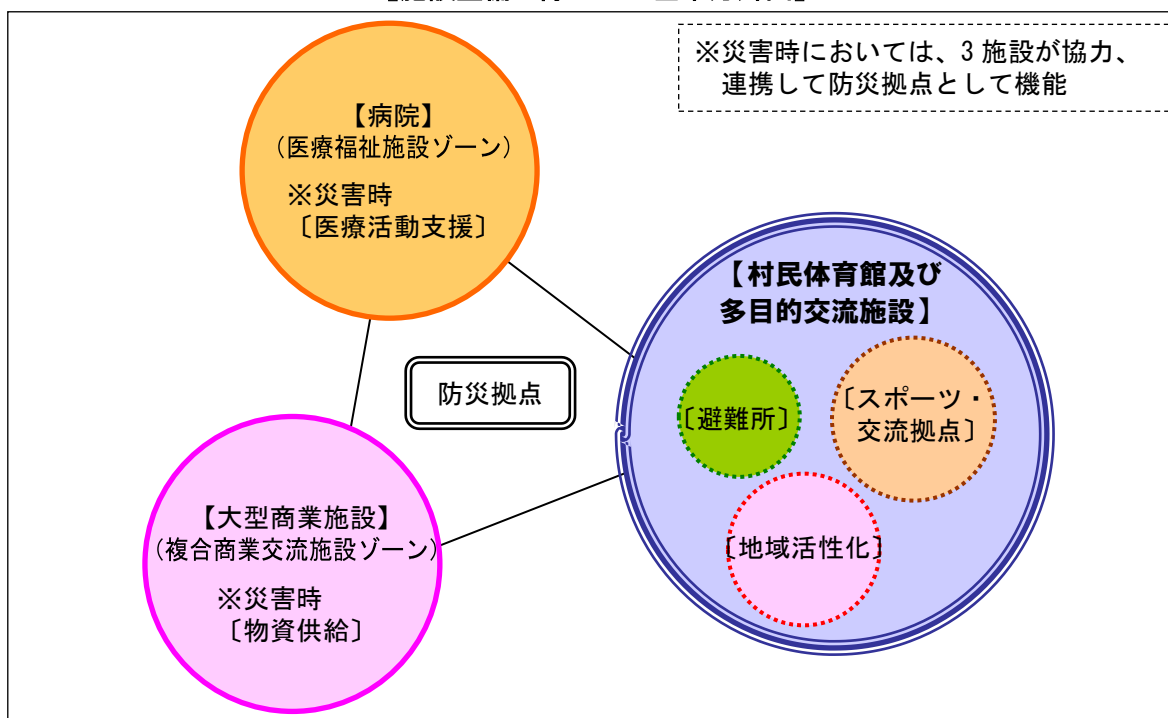 ※災害時においては、3施設が協力、
連携して防災拠点として機能
【病院】
（医療福祉施設ゾーン）
※災害時
〔医療活動支援〕
【村民体育館及び
多目的交流施設】
防災拠点
〔避難所〕
〔スポーツ・
交流拠点〕
〔地域活性化〕
【大型商業施設】
（複合商業交流施設ゾーン）
※災害時
〔物資供給〕